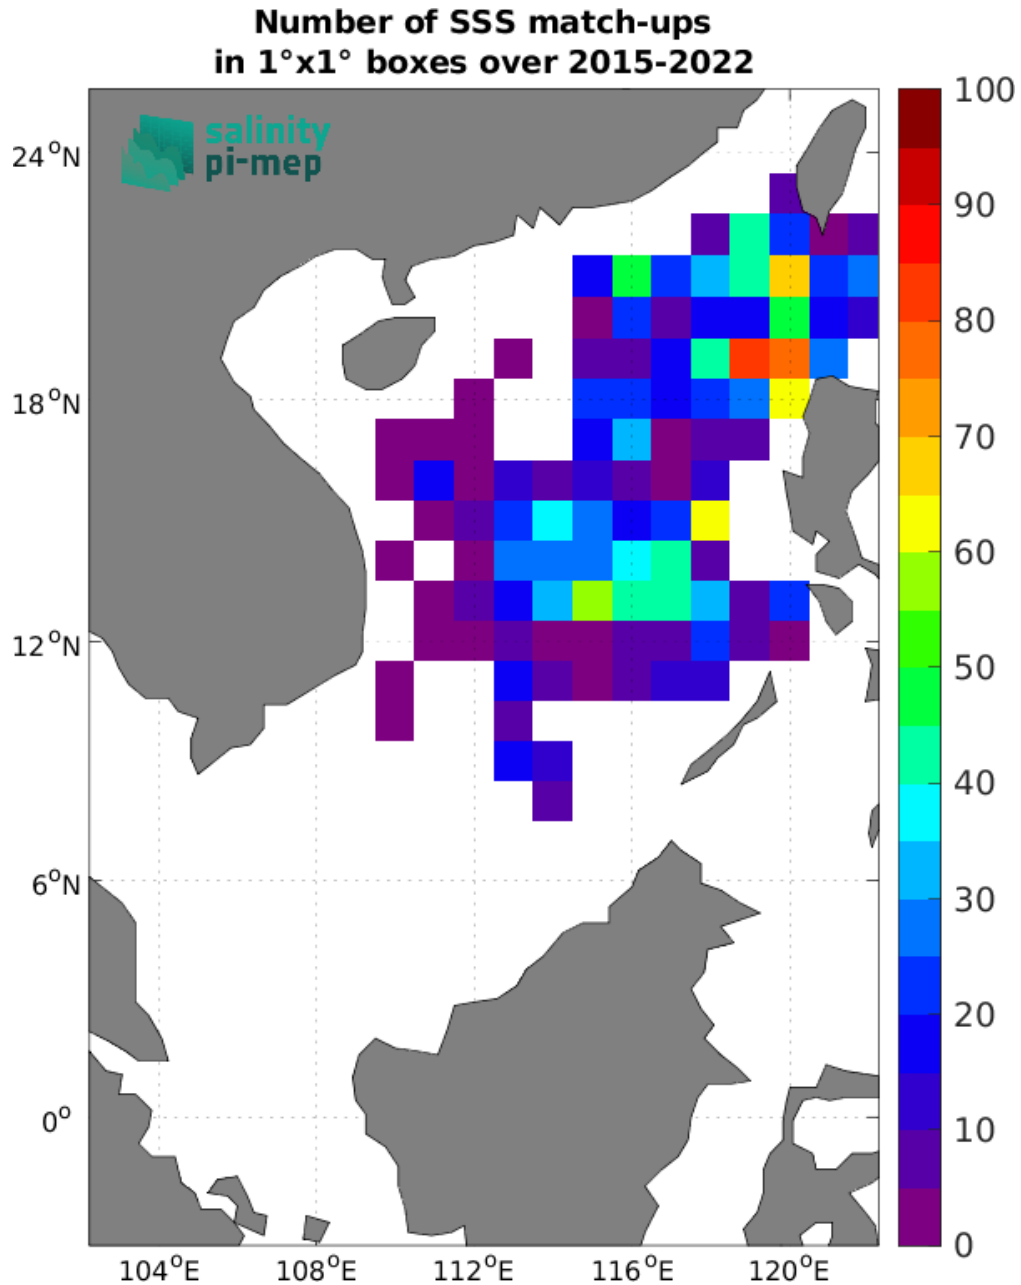 Number of SSS match-ups
in 1°x1° boxes over 2015-2022
salinity
pi-mep
24°N
18°N
12°N
6°N
0°
104°E
108°E
112°E
116°E
120°E
100
90
80
70
60
50
40
30
20
10
0